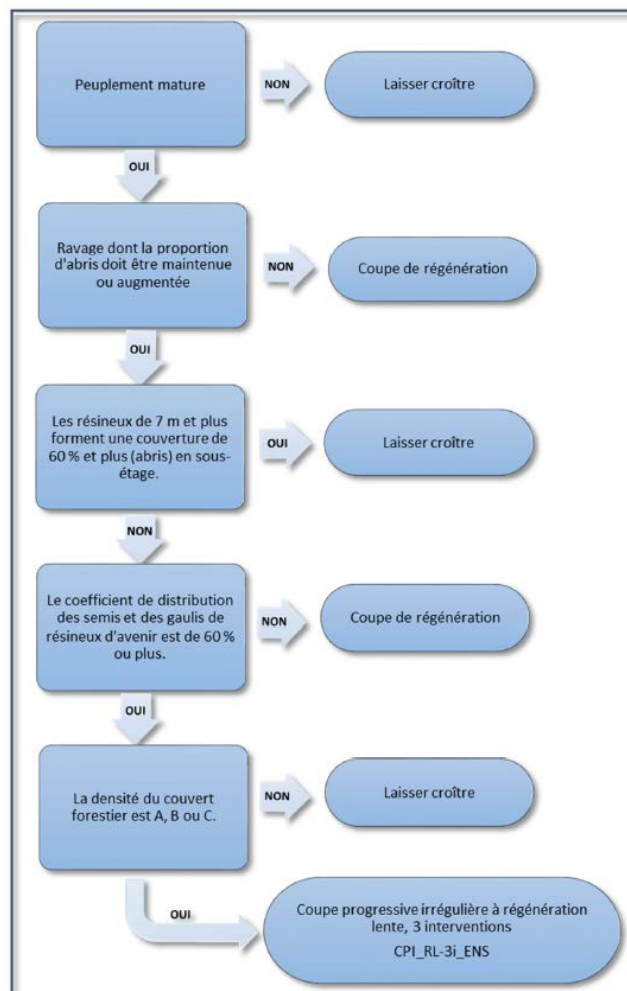 Peuplement mature
NON
Laisser croître
OUI
Ravage dont la proportion
d'abris doit être maintenue
ou augmentée
NON
Coupe de régénération
OUI
Les résineux de 7 m et plus
forment une couverture de
60 % et plus (abris) en sous-
étage.
OUI
Laisser croître
NON
Le coefficient de distribution
des semis et des gaulis de
résineux d'avenir est de 60 %
ou plus.
NON
Coupe de régénération
OUI
La densité du couvert
forestier est A, B ou C.
NON
Laisser croître
OUI
Coupe progressive irrégulière à régénération
lente, 3 interventions
CPI_RL-3i_ENS